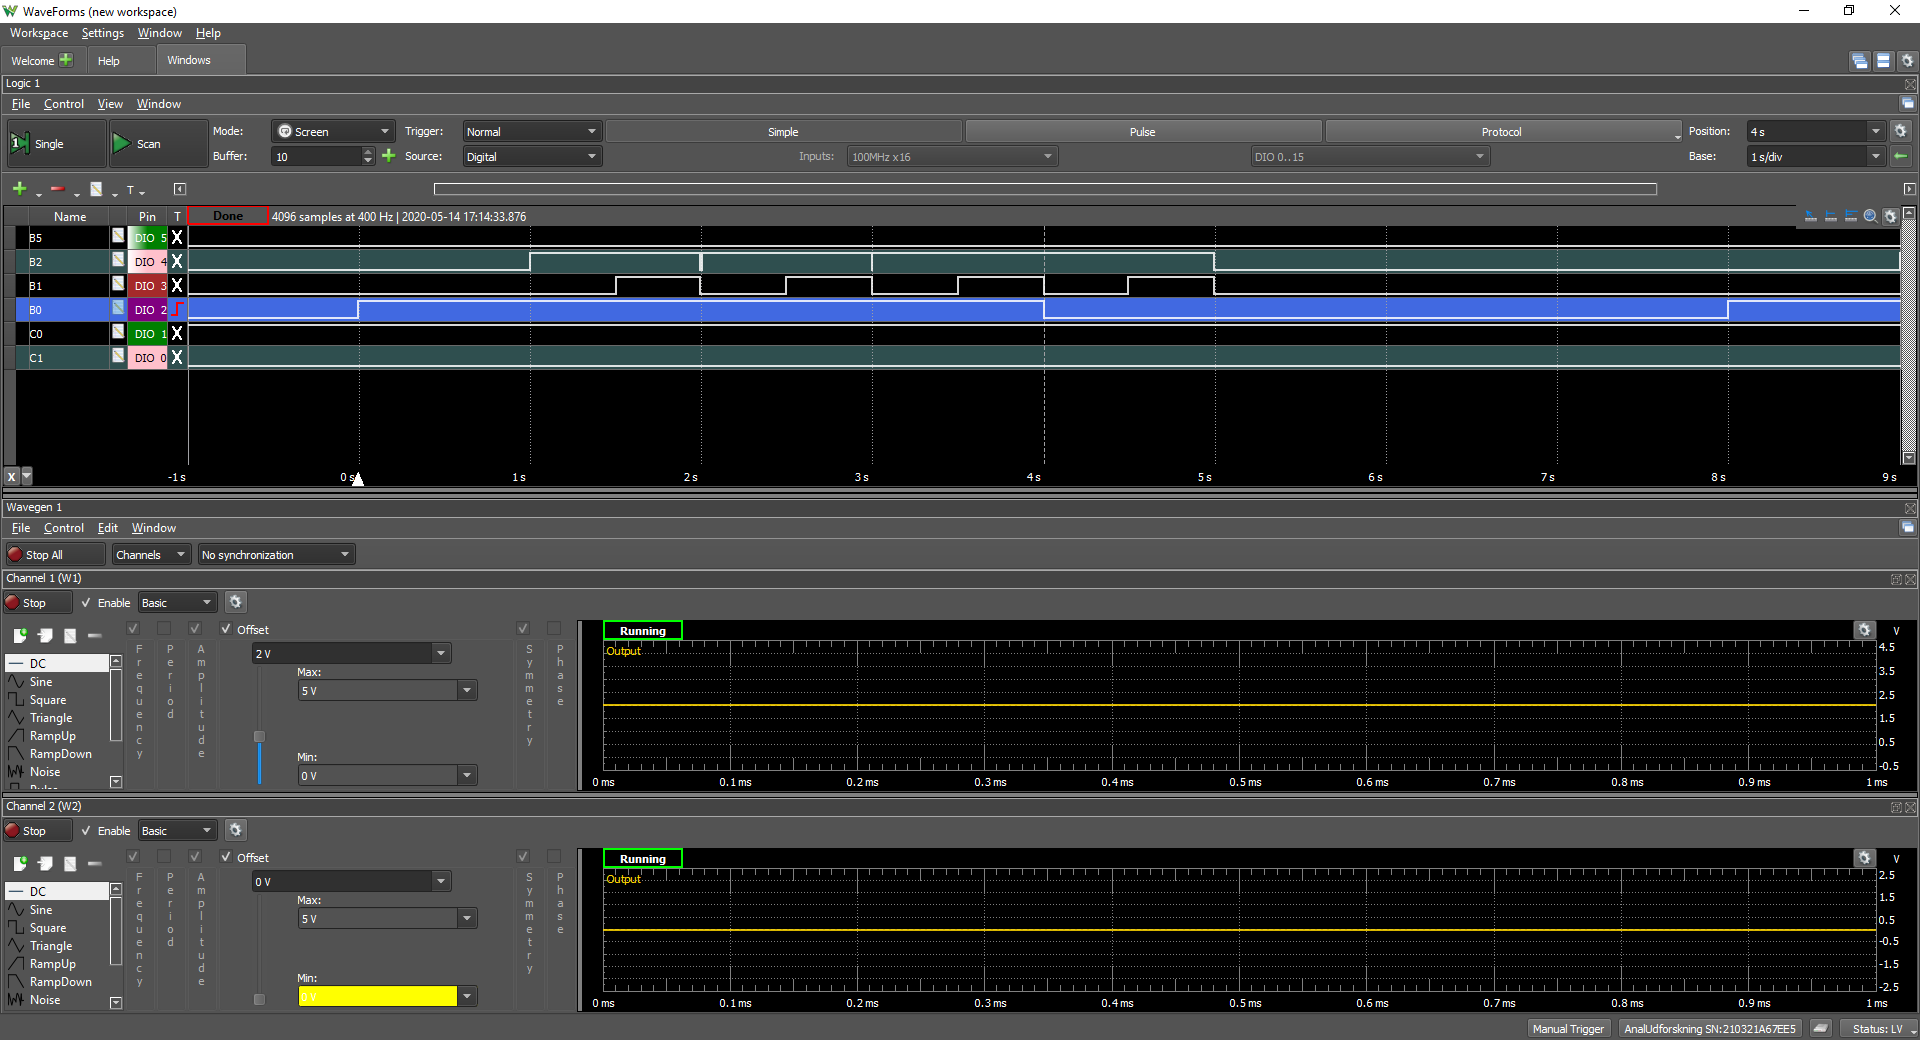 WaveForms (new workspace)
Workspace Settings Window Help
Welcome Help Windows
Logic 1
File Control View Window
Single Scan Mode: Screen Trigger: Normal Simple Pulse Protocol Position: 4 s
Buffer: 10 Source: Digital Inputs: 100MHz x16 DIO 0..15 Base: 1 s/div
T
Name Pin T Done 4096 samples at 400 Hz | 2020-05-14 17:14:33.876
B5 DIO 5 X
B2 DIO 4 X
B1 DIO 3 X
B0 DIO 2
C0 DIO 1 X
C1 DIO 0 X
X -1 s 0 s 1 s 2 s 3 s 4 s 5 s 6 s 7 s 8 s 9 s
Wavegen 1
File Control Edit Window
Stop All Channels No synchronization
Channel 1 (W1)
Stop Enable Basic
Offset
Frequency Period Amplitude
2 V
Max:
5 V
Min:
0 V
Symmetry Phase
DC
Sine
Square
Triangle
RampUp
RampDown
Noise
Pulse
Running
Output
V
4.5
3.5
2.5
1.5
0.5
-0.5
0 ms 0.1 ms 0.2 ms 0.3 ms 0.4 ms 0.5 ms 0.6 ms 0.7 ms 0.8 ms 0.9 ms 1 ms
Channel 2 (W2)
Stop Enable Basic
Offset
Frequency Period Amplitude
0 V
Max:
5 V
Min:
0 V
Symmetry Phase
DC
Sine
Square
Triangle
RampUp
RampDown
Noise
Running
Output
V
2.5
1.5
0.5
-0.5
-1.5
-2.5
0 ms 0.1 ms 0.2 ms 0.3 ms 0.4 ms 0.5 ms 0.6 ms 0.7 ms 0.8 ms 0.9 ms 1 ms
Manual Trigger AnalUdforskning SN:210321A67EE5 Status: LV